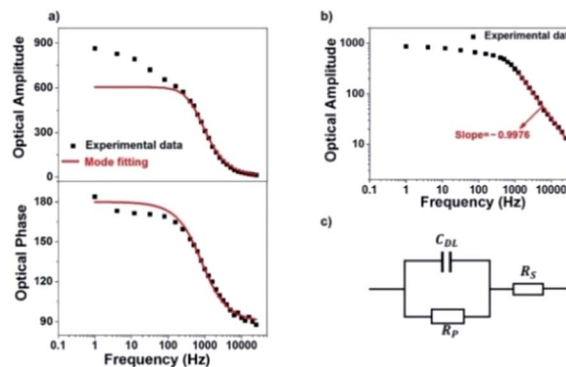 a)
Optical Amplitude
900
600
300
0
Experimental data
Mode fitting
Optical Phase
180
150
120
90
0.1 1 10 100 1000 10000
Frequency (Hz)
b)
Optical Amplitude
1000
100
10
Experimental dat
Slope=−0.9976
0.1 1 10 100 1000 10000
Frequency (Hz)
c)
C_DL
R_S
R_P